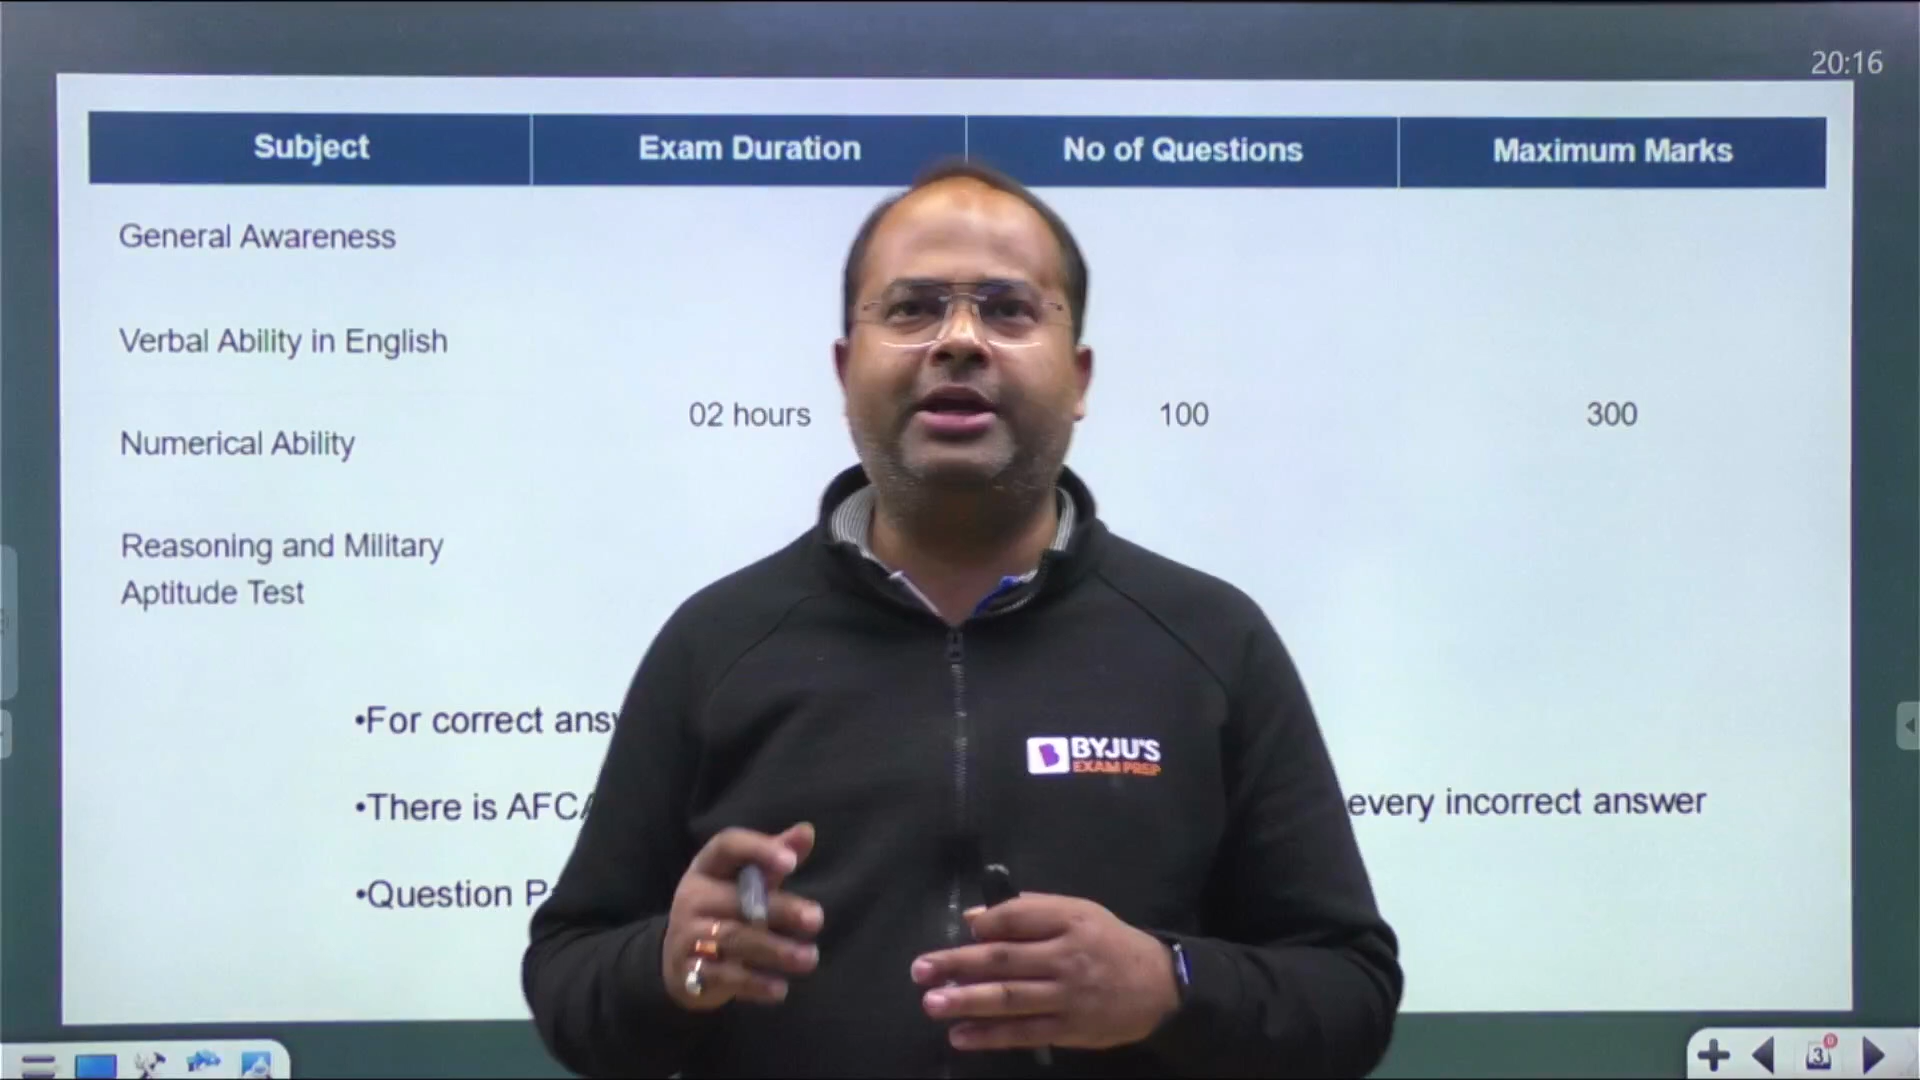 20:16
Subject Exam Duration No of Questions Maximum Marks
General Awareness
Verbal Ability in English
02 hours 100 300
Numerical Ability
Reasoning and Military
Aptitude Test
•For correct
•There is every incorrect answer
•Question
BYJU'S
EXAM PREP
3
0